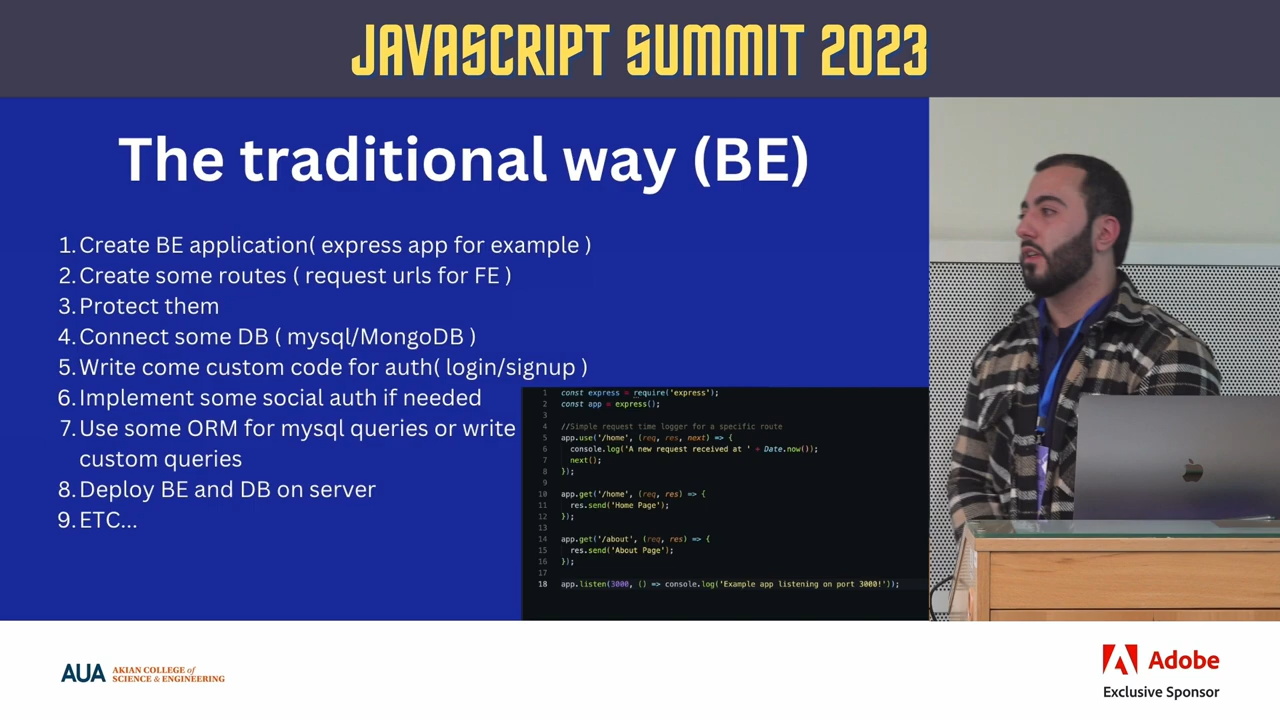 JAVASCRIPT SUMMIT 2023
The traditional way (BE)
1. Create BE application( express app for example )
2. Create some routes ( request urls for FE )
3. Protect them
4. Connect some DB ( mysql/MongoDB )
5. Write come custom code for auth( login/signup )
6. Implement some social auth if needed
7. Use some ORM for mysql queries or write
custom queries
8. Deploy BE and DB on server
9. ETC...
1 const express = require('express');
2 const app = express();
3
4 //Simple request time logger for a specific route
5 app.use('/home', (req, res, next) => {
6 console.log('A new request received at ' + Date.now());
7 next();
8 });
9
10 app.get('/home', (req, res) => {
11 res.send('Home Page');
12 });
13
14 app.get('/about', (req, res) => {
15 res.send('About Page');
16 });
17
18 app.listen(3000, () => console.log('Example app listening on port 3000!'));
AUA AKIAN COLLEGE of
SCIENCE & ENGINEERING
Adobe
Exclusive Sponsor